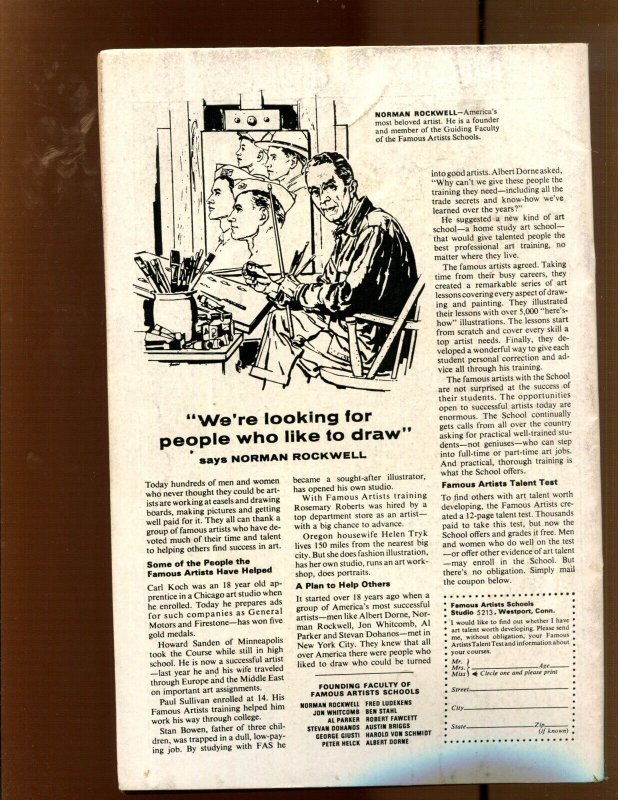 NORMAN ROCKWELL—America's
most beloved artist. He is a founder
and member of the Guiding Faculty
of the Famous Artists Schools.
"We're looking for
people who like to draw"
says NORMAN ROCKWELL
Today hundreds of men and women
who never thought they could be art-
ists are working at easels and drawing
boards, making pictures and getting
well paid for it. They all can thank a
group of famous artists who have de-
voted much of their time and talent
to helping others find success in art.
Some of the People the
Famous Artists Have Helped
Carl Koch was an 18 year old ap-
prentice in a Chicago art studio when
he enrolled. Today he prepares ads
for such companies as General
Motors and Firestone—has won five
gold medals.
Howard Sanden of Minneapolis
took the Course while still in high
school. He is now a successful artist
—last year he and his wife traveled
through Europe and the Middle East
on important art assignments.
Paul Sullivan enrolled at 14. His
Famous Artists training helped him
work his way through college.
Stan Bowen, father of three chil-
dren, was trapped in a dull, low-pay-
ing job. By studying with FAS he
became a sought-after illustrator,
has opened his own studio.
With Famous Artists training
Rosemary Roberts was hired by a
top department store as an artist—
with a big chance to advance.
Oregon housewife Helen Tryk
lives 150 miles from the nearest big
city. But she does fashion illustration,
has her own studio, runs an art work-
shop, does portraits.
A Plan to Help Others
It started over 18 years ago when a
group of America's most successful
artists—men like Albert Dorne, Nor-
man Rockwell, Jon Whitcomb, Al
Parker and Stevan Dohanos—met in
New York City. They knew that all
over America there were people who
liked to draw who could be turned
into good artists. Albert Dorne asked,
"Why can't we give these people the
training they need—including all the
trade secrets and know-how we've
learned over the years?"
He suggested a new kind of art
school—a home study art school—
that would give talented people the
best professional art training, no
matter where they live.
The famous artists agreed. Taking
time from their busy careers, they
created a remarkable series of art
lessons covering every aspect of draw-
ing and painting. They illustrated
their lessons with over 5,000 "here's-
how" illustrations. The lessons start
from scratch and cover every skill a
top artist needs. Finally, they de-
veloped a wonderful way to give each
student personal correction and ad-
vice all through his training.
The famous artists with the School
are not surprised at the success of
their students. The opportunities
open to successful artists today are
enormous. The School continually
gets calls from all over the country
asking for practical well-trained stu-
dents—not geniuses—who can step
into full-time or part-time art jobs.
And practical, thorough training is
what the School offers.
Famous Artists Talent Test
To find others with art talent worth
developing, the Famous Artists cre-
ated a 12-page talent test. Thousands
paid to take this test, but now the
School offers and grades it free. Men
and women who do well on the test
—or offer other evidence of art talent
—may enroll in the School. But
there's no obligation. Simply mail
the coupon below.
FOUNDING FACULTY OF
FAMOUS ARTISTS SCHOOLS
NORMAN ROCKWELL FRED LUDEKENS
JON WHITCOMB BEN STAHL
AL PARKER ROBERT FAWCETT
STEVAN DOHANOS AUSTIN BRIGGS
GEORGE GIUSTI HAROLD VON SCHMIDT
PETER HELCK ALBERT DORNE
Famous Artists Schools
Studio 5213, Westport, Conn.
I would like to find out whether I have
art talent worth developing. Please send
me, without obligation, your Famous
Artists Talent Test and information about
your courses.
Mr.
Mrs. Age
Miss Circle one and please print
Street
City
State Zip
(if known)